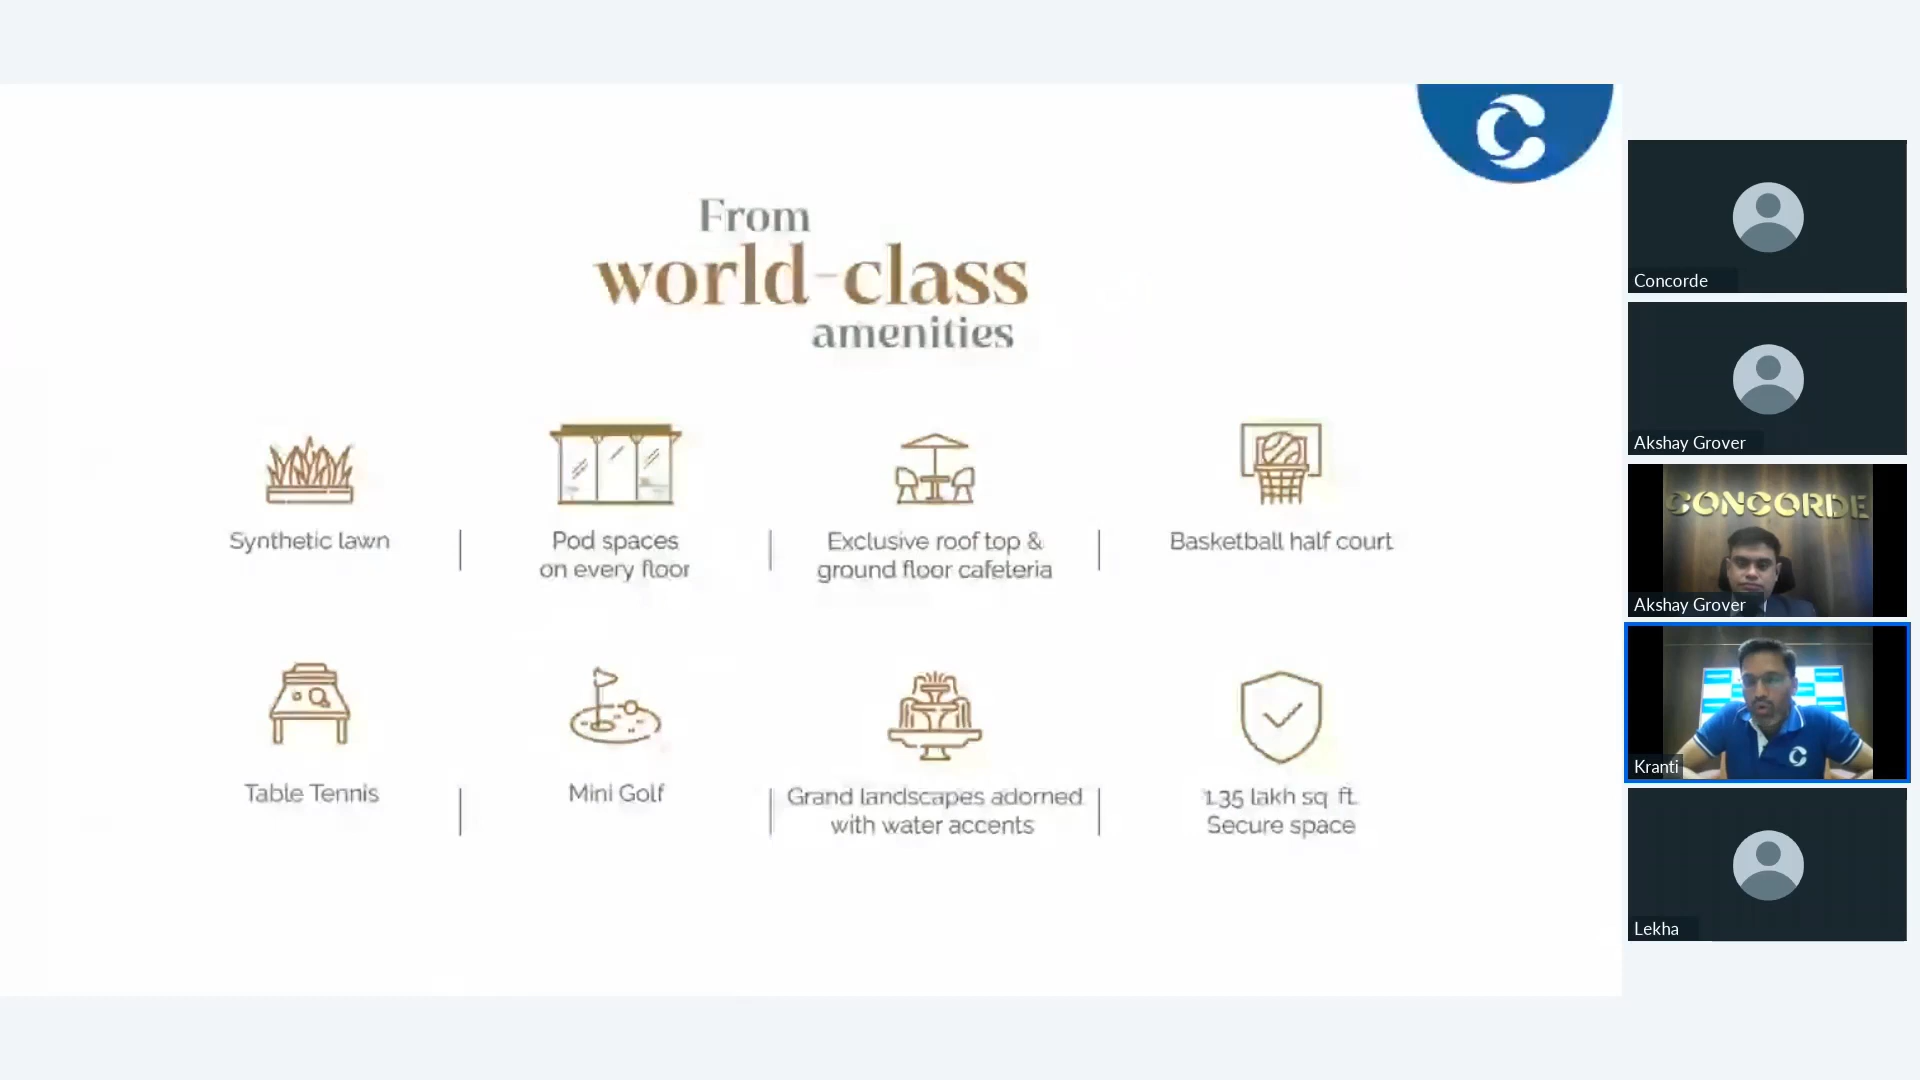 From
world-class
amenities
Synthetic lawn
Pod spaces
on every floor
Exclusive roof top &
ground floor cafeteria
Basketball half court
Table Tennis
Mini Golf
Grand landscapes adorned
with water accents
1.35 lakh sq. ft.
Secure space
Concorde
Akshay Grover
CONCORDE
Akshay Grover
Kranti
Lekha